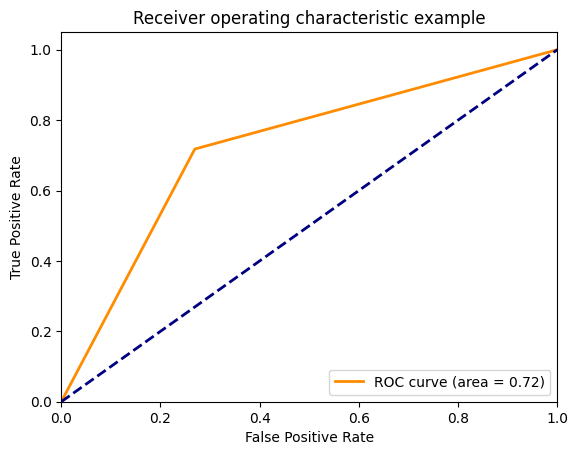 Receiver operating characteristic example
True Positive Rate
1.0
0.8
0.6
0.4
0.2
0.0
ROC curve (area = 0.72)
0.0 0.2 0.4 0.6 0.8 1.0
False Positive Rate